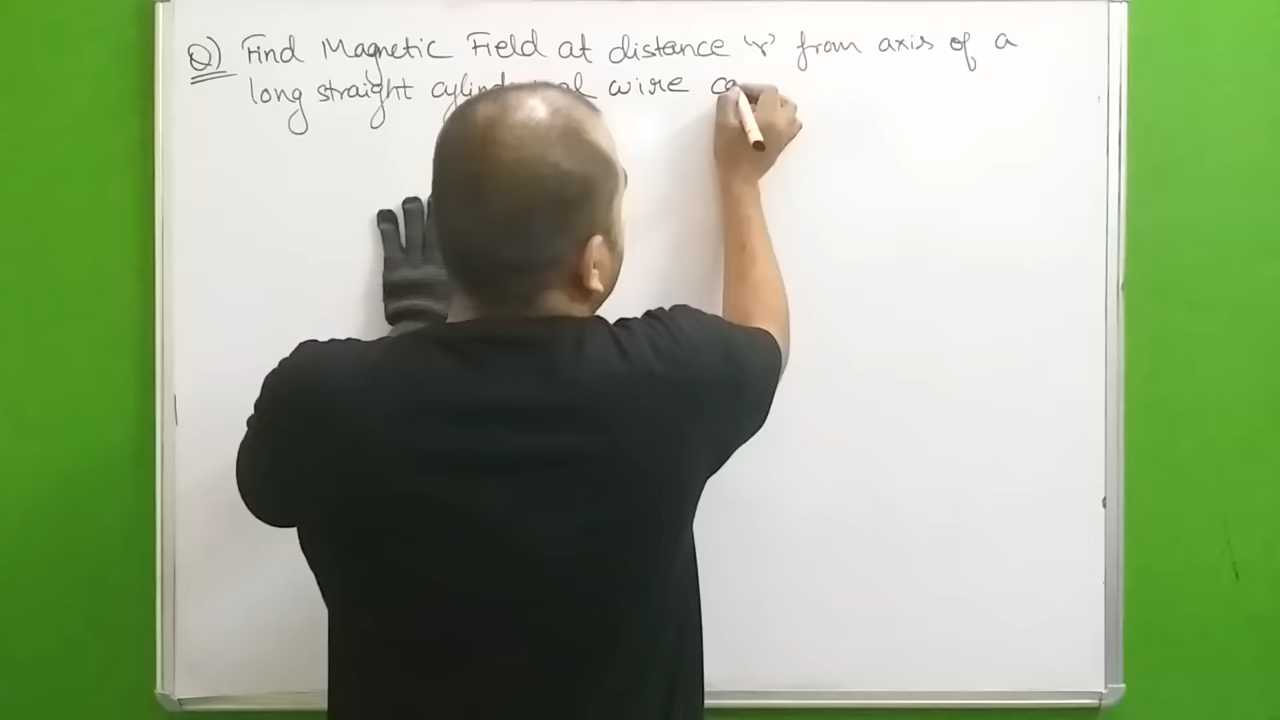 Q) Find Magnetic Field at distance 'r' from axis of a
long straight wire